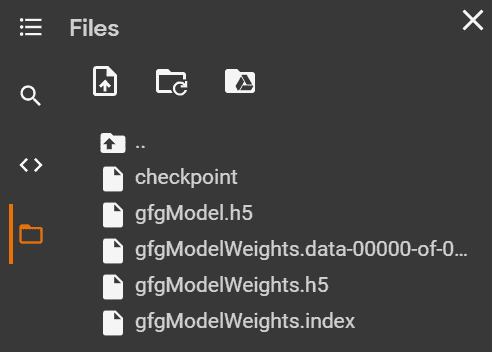 Files
..
checkpoint
gfgModel.h5
gfgModelWeights.data-00000-of-0...
gfgModelWeights.h5
gfgModelWeights.index